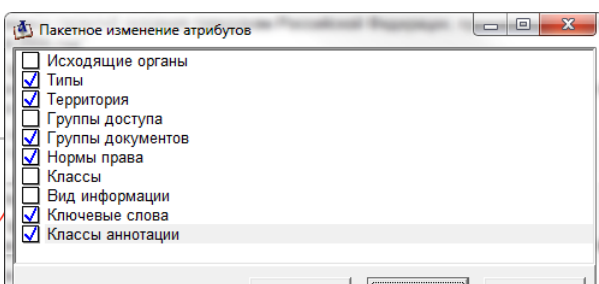 Пакетное изменение атрибутов
Исходящие органы
Типы
Территория
Группы доступа
Группы документов
Нормы права
Классы
Вид информации
Ключевые слова
Классы аннотации